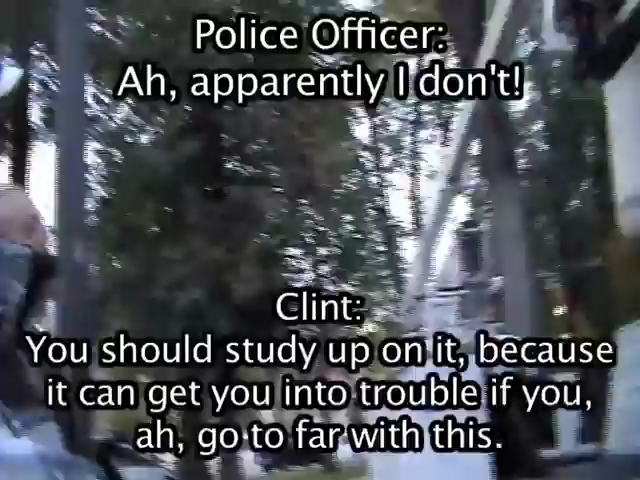 Police Officer:
Ah, apparently I don't!
Clint:
You should study up on it, because
it can get you into trouble if you,
ah, go to far with this.